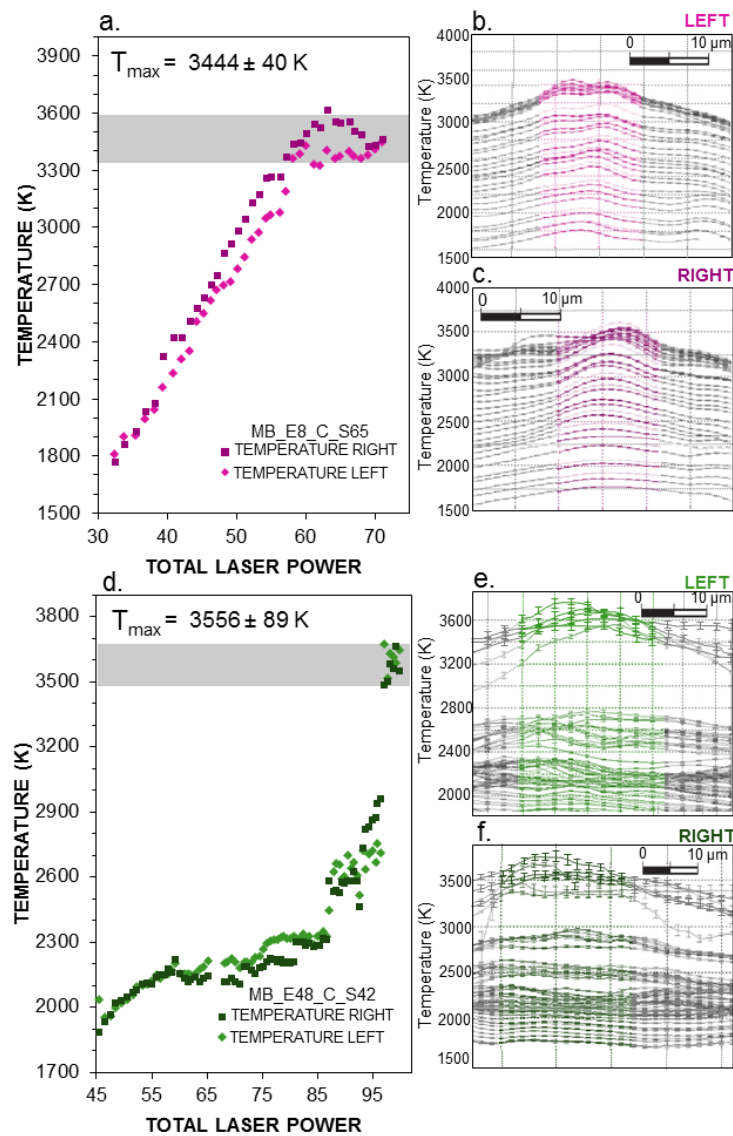 a.
Tmax = 3444 ± 40 K
TEMPERATURE (K)
3900
3600
3300
3000
2700
2400
2100
1800
1500
30
40
50
60
70
MB_E8_C_S65
TEMPERATURE RIGHT
TEMPERATURE LEFT
TOTAL LASER POWER
b.
LEFT
0 10 µm
Temperature (K)
4000
3500
3000
2500
2000
1500
c.
RIGHT
0 10 µm
Temperature (K)
4000
3500
3000
2500
2000
1500
d.
Tmax = 3556 ± 89 K
TEMPERATURE (K)
3800
3500
3200
2900
2600
2300
2000
1700
45
55
65
75
85
95
MB_E48_C_S42
TEMPERATURE RIGHT
TEMPERATURE LEFT
TOTAL LASER POWER
e.
LEFT
0 10 µm
Temperature (K)
3600
3200
2800
2400
2000
f.
RIGHT
0 10 µm
Temperature (K)
3500
3000
2500
2000
1500